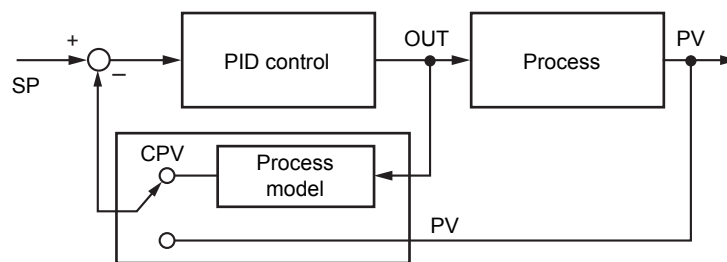 +
OUT
PV
PID control
Process
–
SP
CPV
Process
model
PV